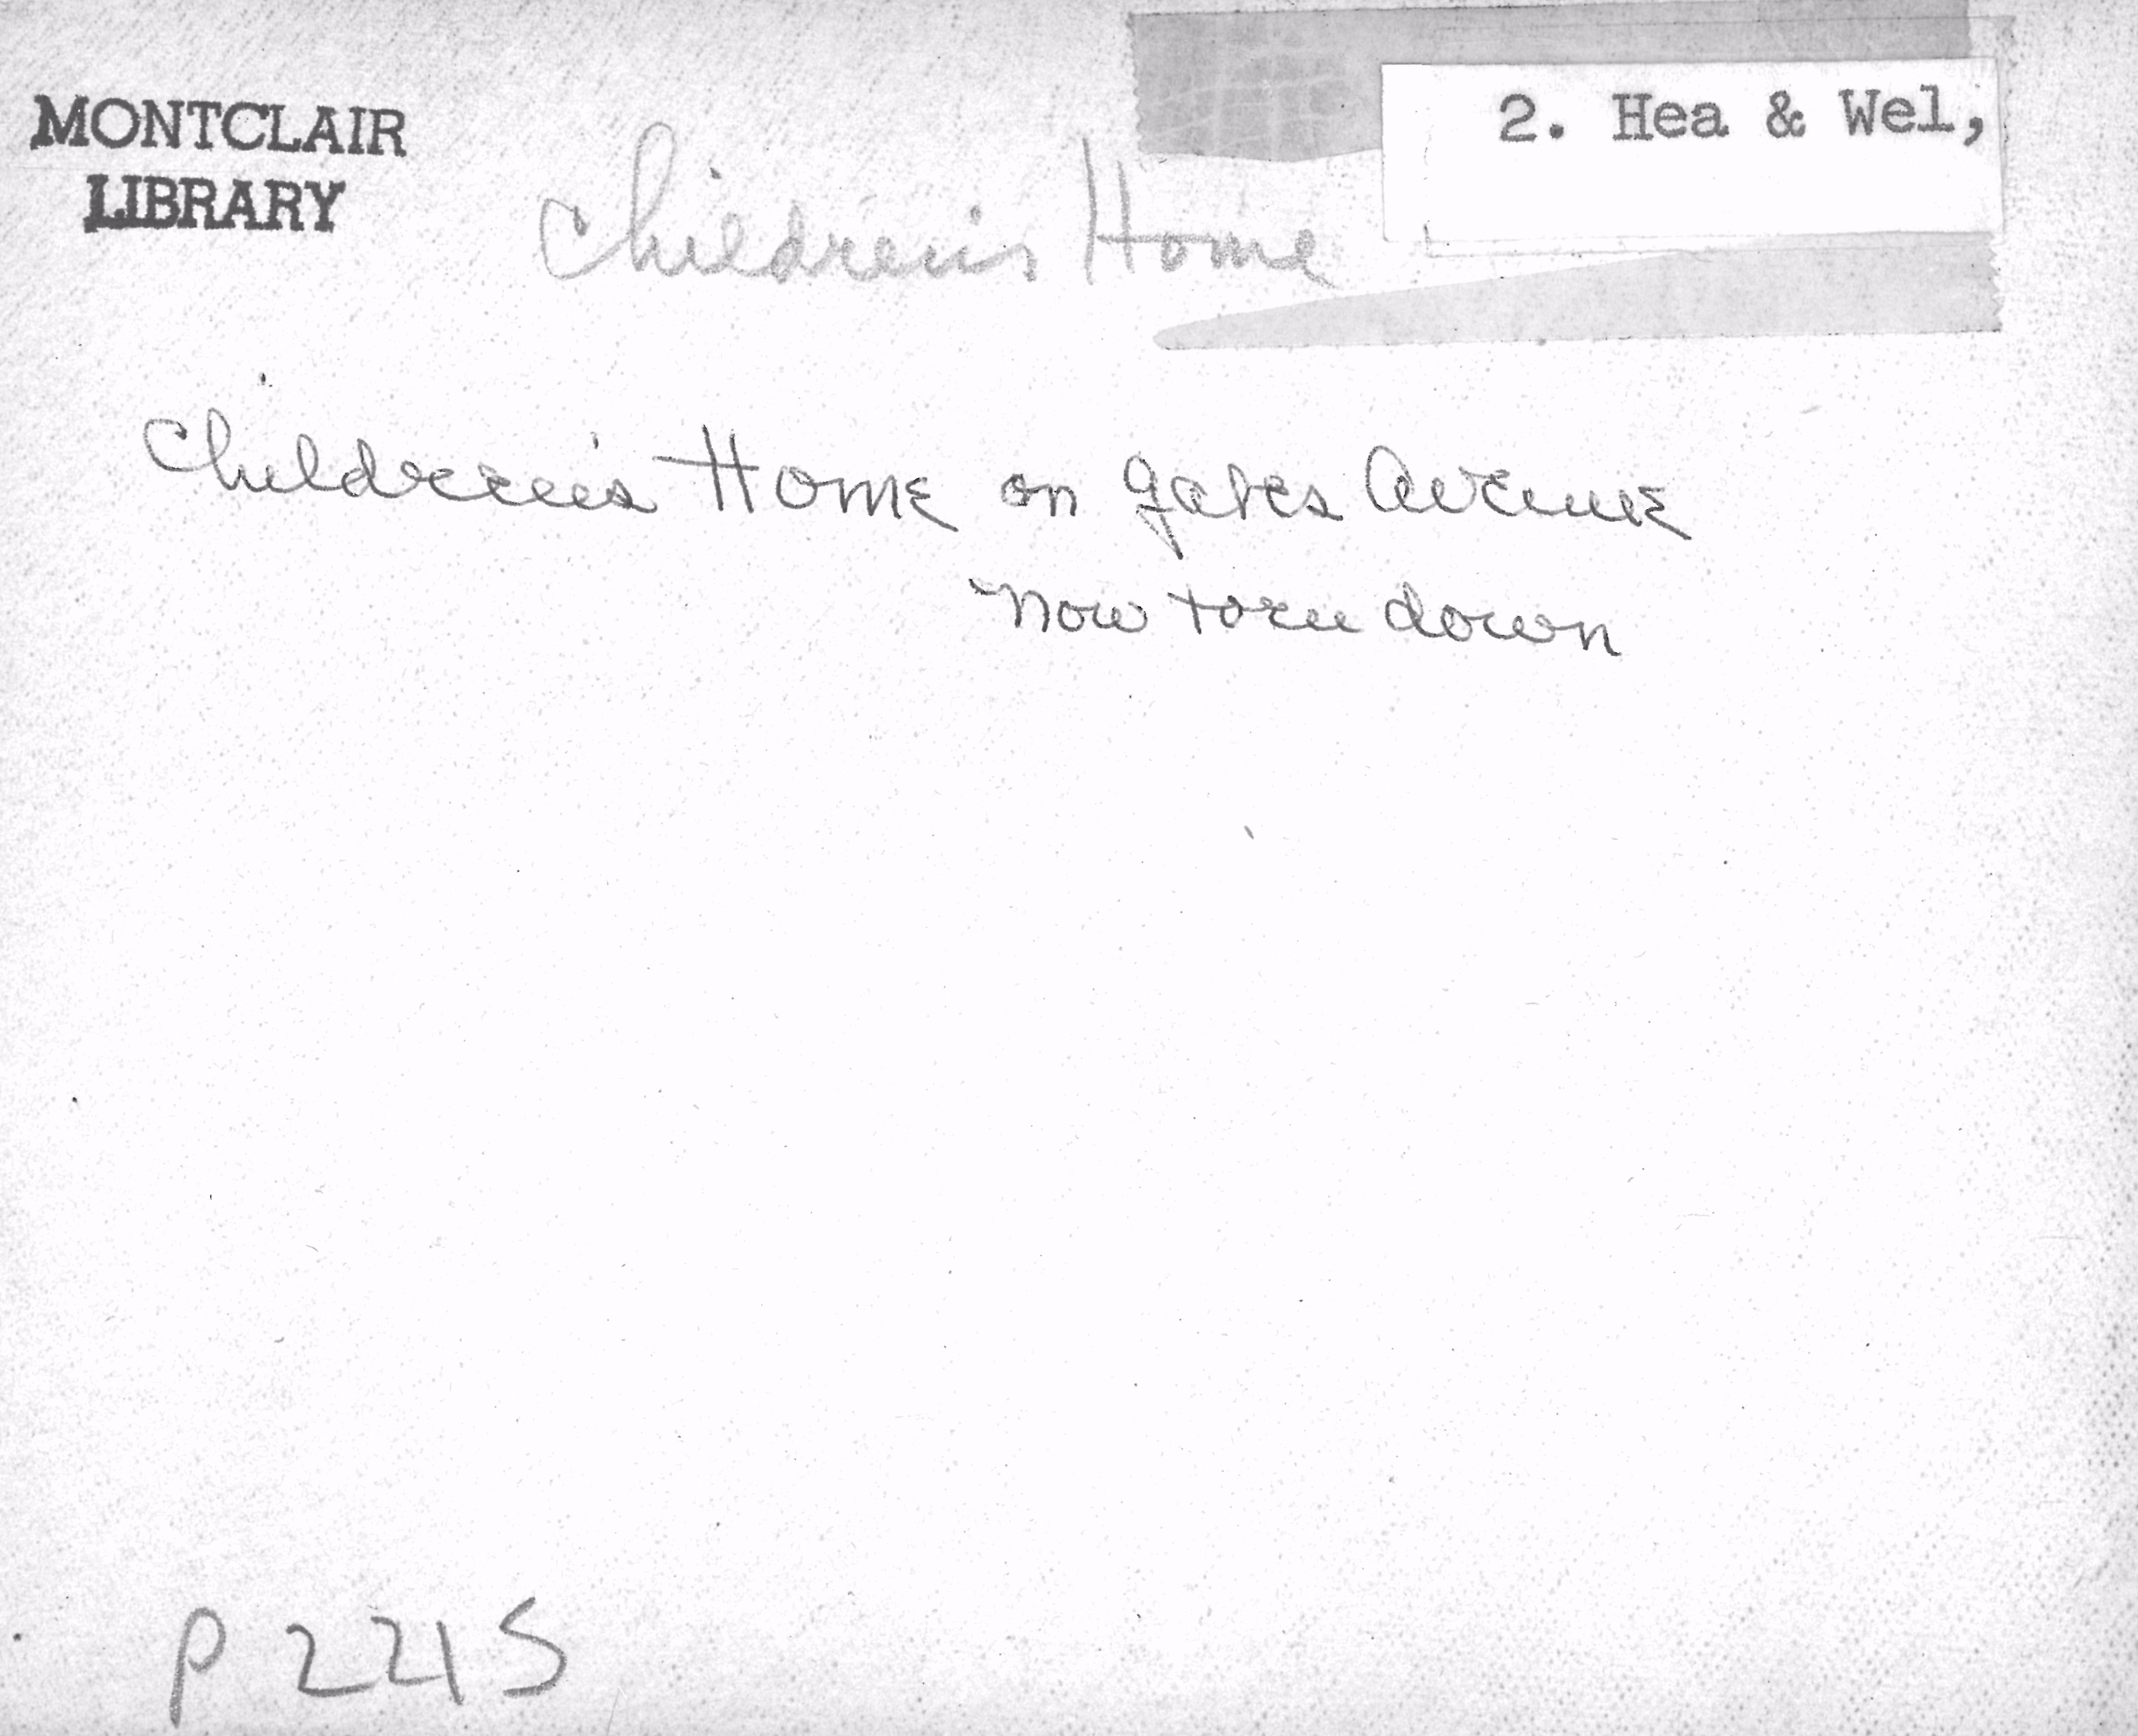 MONTCLAIR
LIBRARY
2. Hea & Wel,
Children's Home
Children's Home on Gates Avenue
now torn down
P 2215